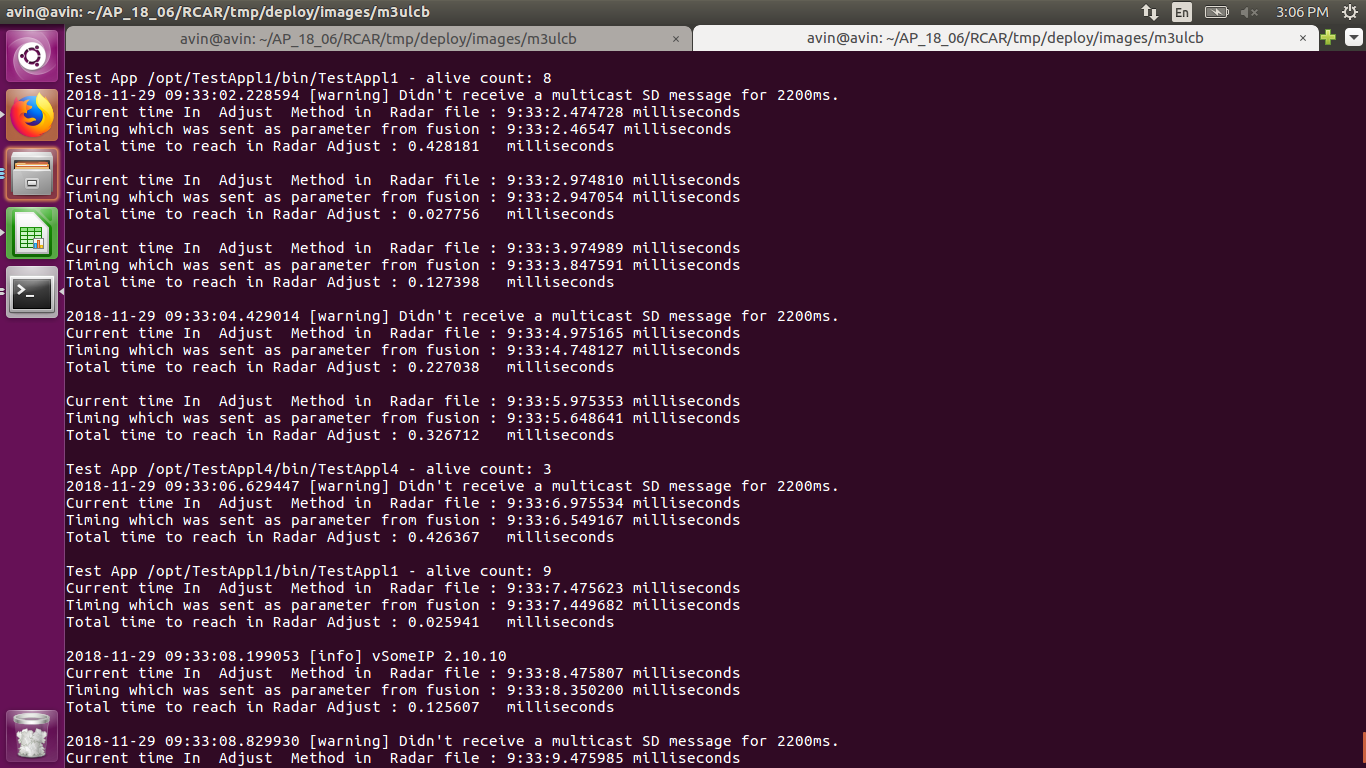 avin@avin: ~/AP_18_06/RCAR/tmp/deploy/images/m3ulcb
En
3:06 PM
avin@avin: ~/AP_18_06/RCAR/tmp/deploy/images/m3ulcb ×
avin@avin: ~/AP_18_06/RCAR/tmp/deploy/images/m3ulcb ×
Test App /opt/TestAppl1/bin/TestAppl1 - alive count: 8
2018-11-29 09:33:02.228594 [warning] Didn't receive a multicast SD message for 2200ms.
Current time In  Adjust  Method in  Radar file : 9:33:2.474728 milliseconds
Timing which was sent as parameter from fusion : 9:33:2.46547 milliseconds
Total time to reach in Radar Adjust : 0.428181   milliseconds
Current time In  Adjust  Method in  Radar file : 9:33:2.974810 milliseconds
Timing which was sent as parameter from fusion : 9:33:2.947054 milliseconds
Total time to reach in Radar Adjust : 0.027756   milliseconds
Current time In  Adjust  Method in  Radar file : 9:33:3.974989 milliseconds
Timing which was sent as parameter from fusion : 9:33:3.847591 milliseconds
Total time to reach in Radar Adjust : 0.127398   milliseconds
2018-11-29 09:33:04.429014 [warning] Didn't receive a multicast SD message for 2200ms.
Current time In  Adjust  Method in  Radar file : 9:33:4.975165 milliseconds
Timing which was sent as parameter from fusion : 9:33:4.748127 milliseconds
Total time to reach in Radar Adjust : 0.227038   milliseconds
Current time In  Adjust  Method in  Radar file : 9:33:5.975353 milliseconds
Timing which was sent as parameter from fusion : 9:33:5.648641 milliseconds
Total time to reach in Radar Adjust : 0.326712   milliseconds
Test App /opt/TestAppl4/bin/TestAppl4 - alive count: 3
2018-11-29 09:33:06.629447 [warning] Didn't receive a multicast SD message for 2200ms.
Current time In  Adjust  Method in  Radar file : 9:33:6.975534 milliseconds
Timing which was sent as parameter from fusion : 9:33:6.549167 milliseconds
Total time to reach in Radar Adjust : 0.426367   milliseconds
Test App /opt/TestAppl1/bin/TestAppl1 - alive count: 9
Current time In  Adjust  Method in  Radar file : 9:33:7.475623 milliseconds
Timing which was sent as parameter from fusion : 9:33:7.449682 milliseconds
Total time to reach in Radar Adjust : 0.025941   milliseconds
2018-11-29 09:33:08.199053 [info] vSomeIP 2.10.10
Current time In  Adjust  Method in  Radar file : 9:33:8.475807 milliseconds
Timing which was sent as parameter from fusion : 9:33:8.350200 milliseconds
Total time to reach in Radar Adjust : 0.125607   milliseconds
2018-11-29 09:33:08.829930 [warning] Didn't receive a multicast SD message for 2200ms.
Current time In  Adjust  Method in  Radar file : 9:33:9.475985 milliseconds